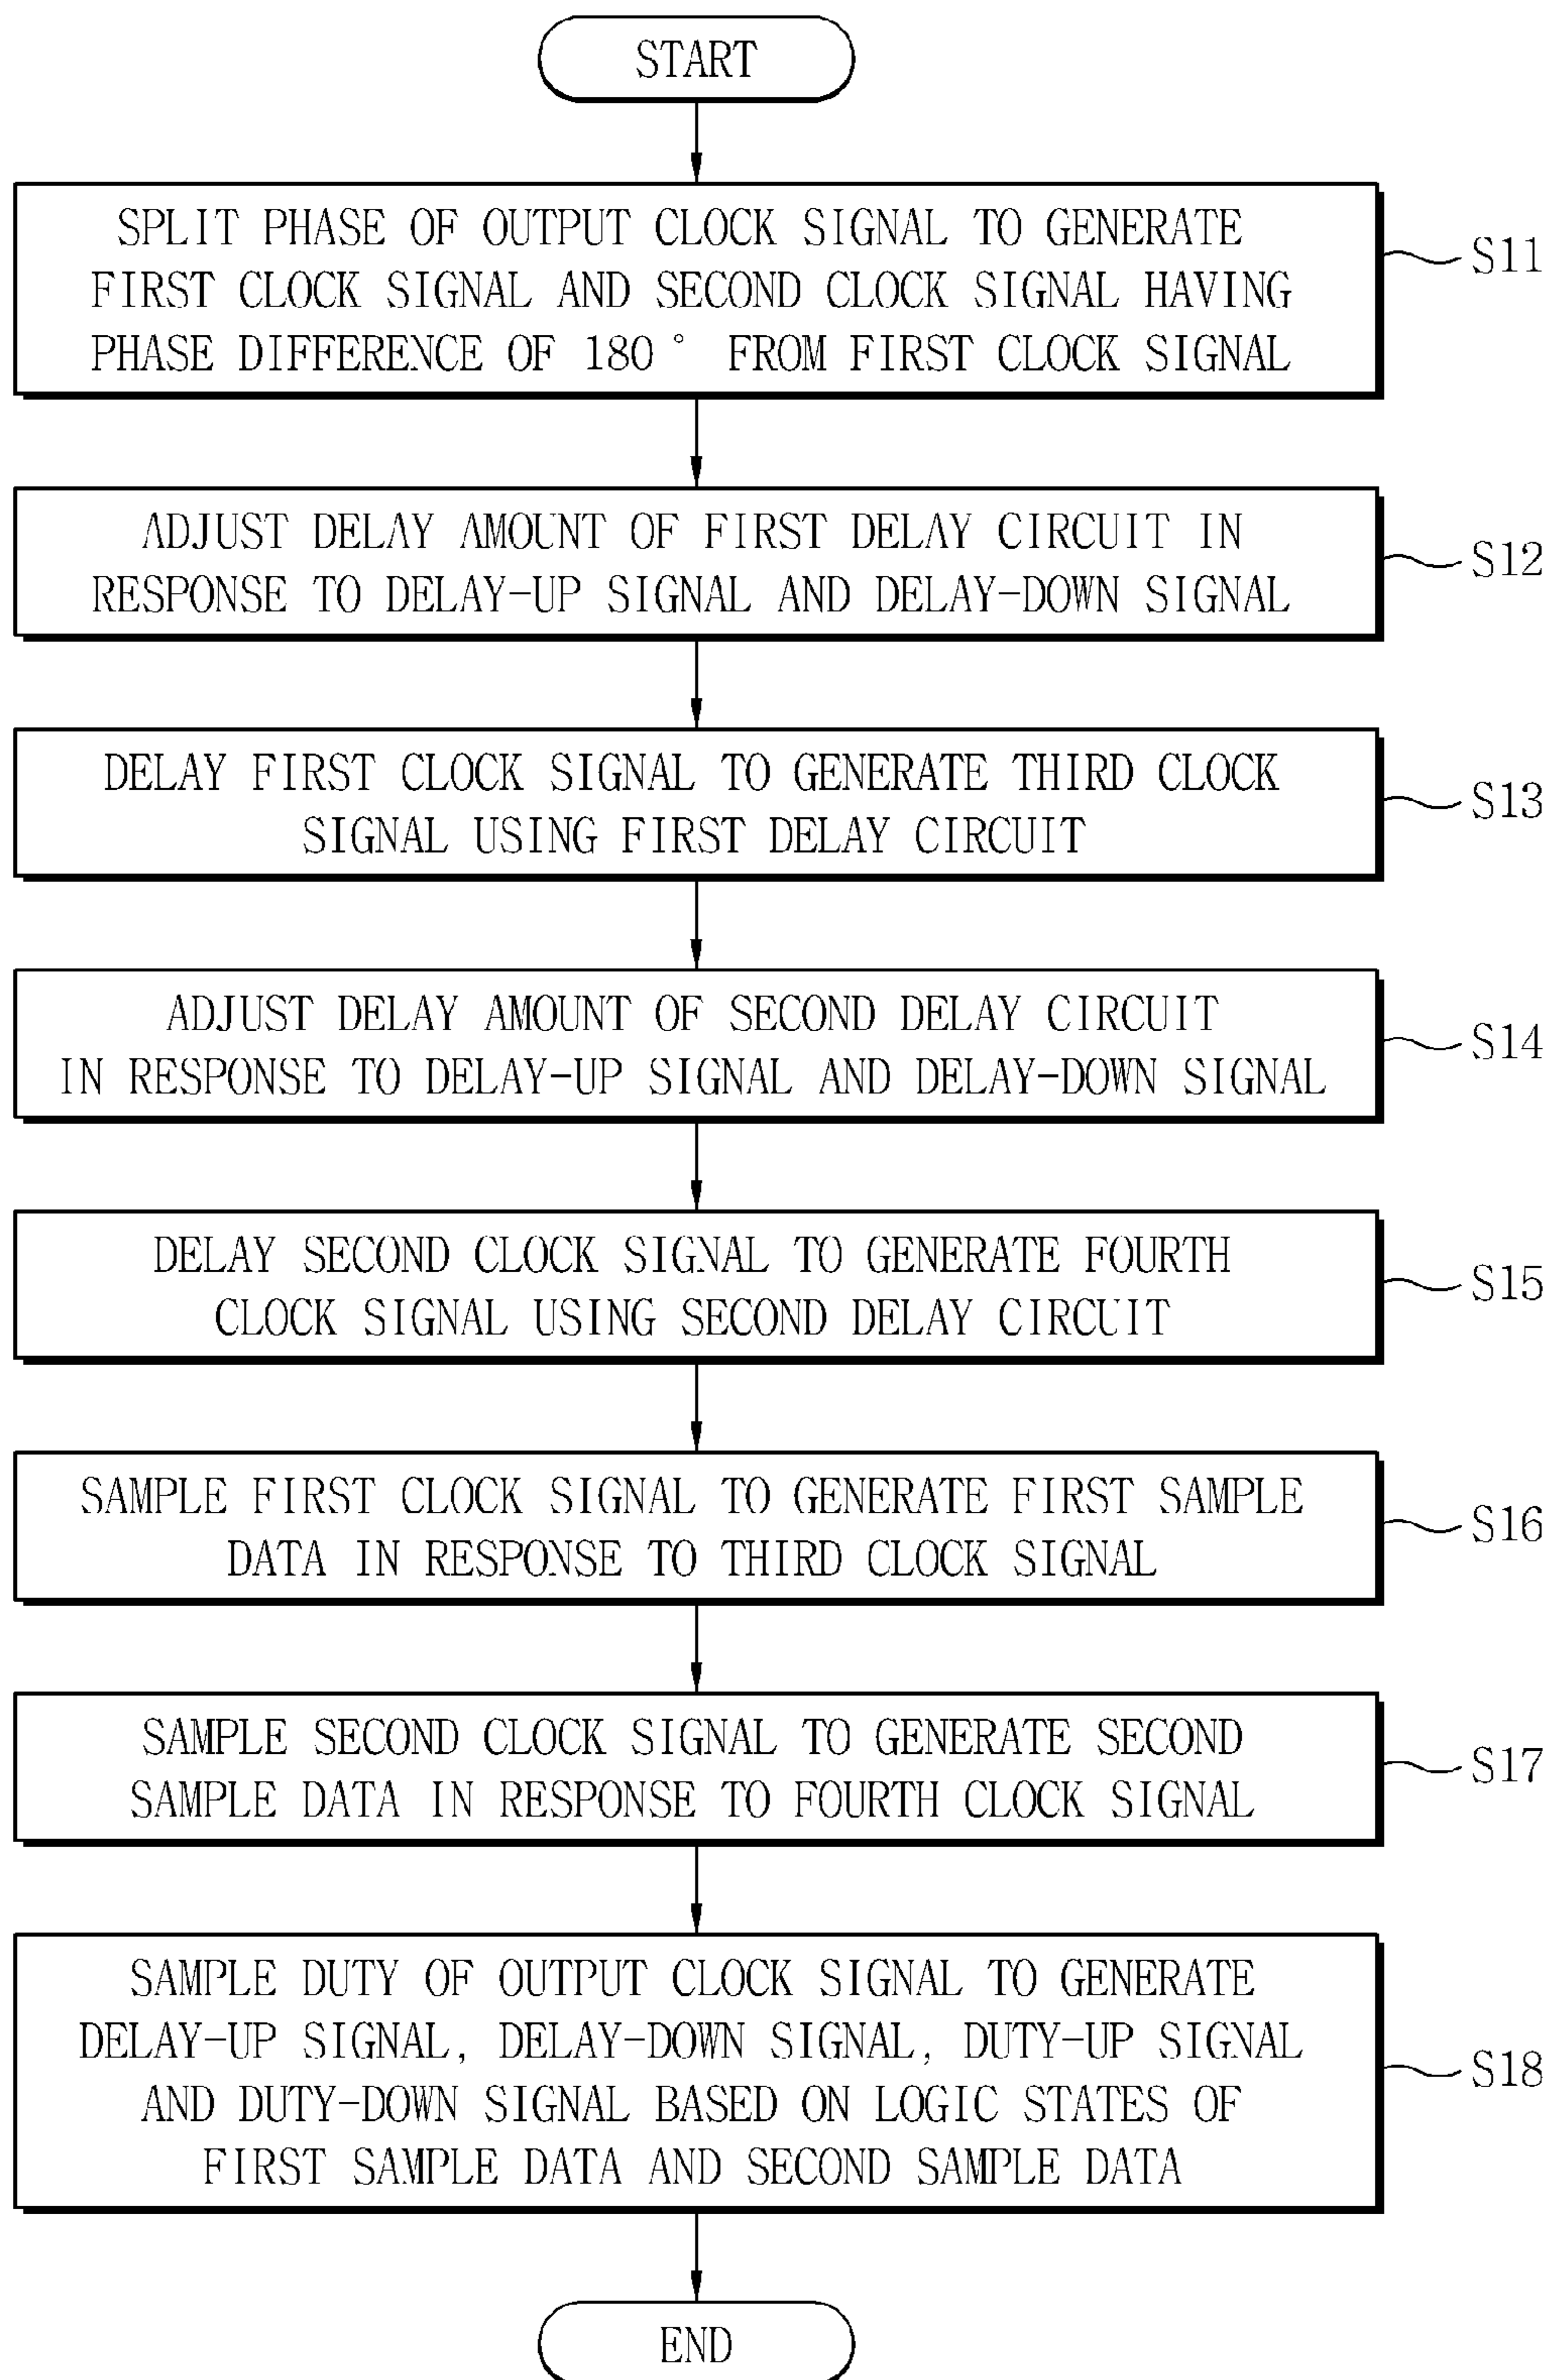 START
SPLIT PHASE OF OUTPUT CLOCK SIGNAL TO GENERATE
FIRST CLOCK SIGNAL AND SECOND CLOCK SIGNAL HAVING
PHASE DIFFERENCE OF 180° FROM FIRST CLOCK SIGNAL
S11
ADJUST DELAY AMOUNT OF FIRST DELAY CIRCUIT IN
RESPONSE TO DELAY-UP SIGNAL AND DELAY-DOWN SIGNAL
S12
DELAY FIRST CLOCK SIGNAL TO GENERATE THIRD CLOCK
SIGNAL USING FIRST DELAY CIRCUIT
S13
ADJUST DELAY AMOUNT OF SECOND DELAY CIRCUIT
IN RESPONSE TO DELAY-UP SIGNAL AND DELAY-DOWN SIGNAL
S14
DELAY SECOND CLOCK SIGNAL TO GENERATE FOURTH
CLOCK SIGNAL USING SECOND DELAY CIRCUIT
S15
SAMPLE FIRST CLOCK SIGNAL TO GENERATE FIRST SAMPLE
DATA IN RESPONSE TO THIRD CLOCK SIGNAL
S16
SAMPLE SECOND CLOCK SIGNAL TO GENERATE SECOND
SAMPLE DATA IN RESPONSE TO FOURTH CLOCK SIGNAL
S17
SAMPLE DUTY OF OUTPUT CLOCK SIGNAL TO GENERATE
DELAY-UP SIGNAL, DELAY-DOWN SIGNAL, DUTY-UP SIGNAL
AND DUTY-DOWN SIGNAL BASED ON LOGIC STATES OF
FIRST SAMPLE DATA AND SECOND SAMPLE DATA
S18
END